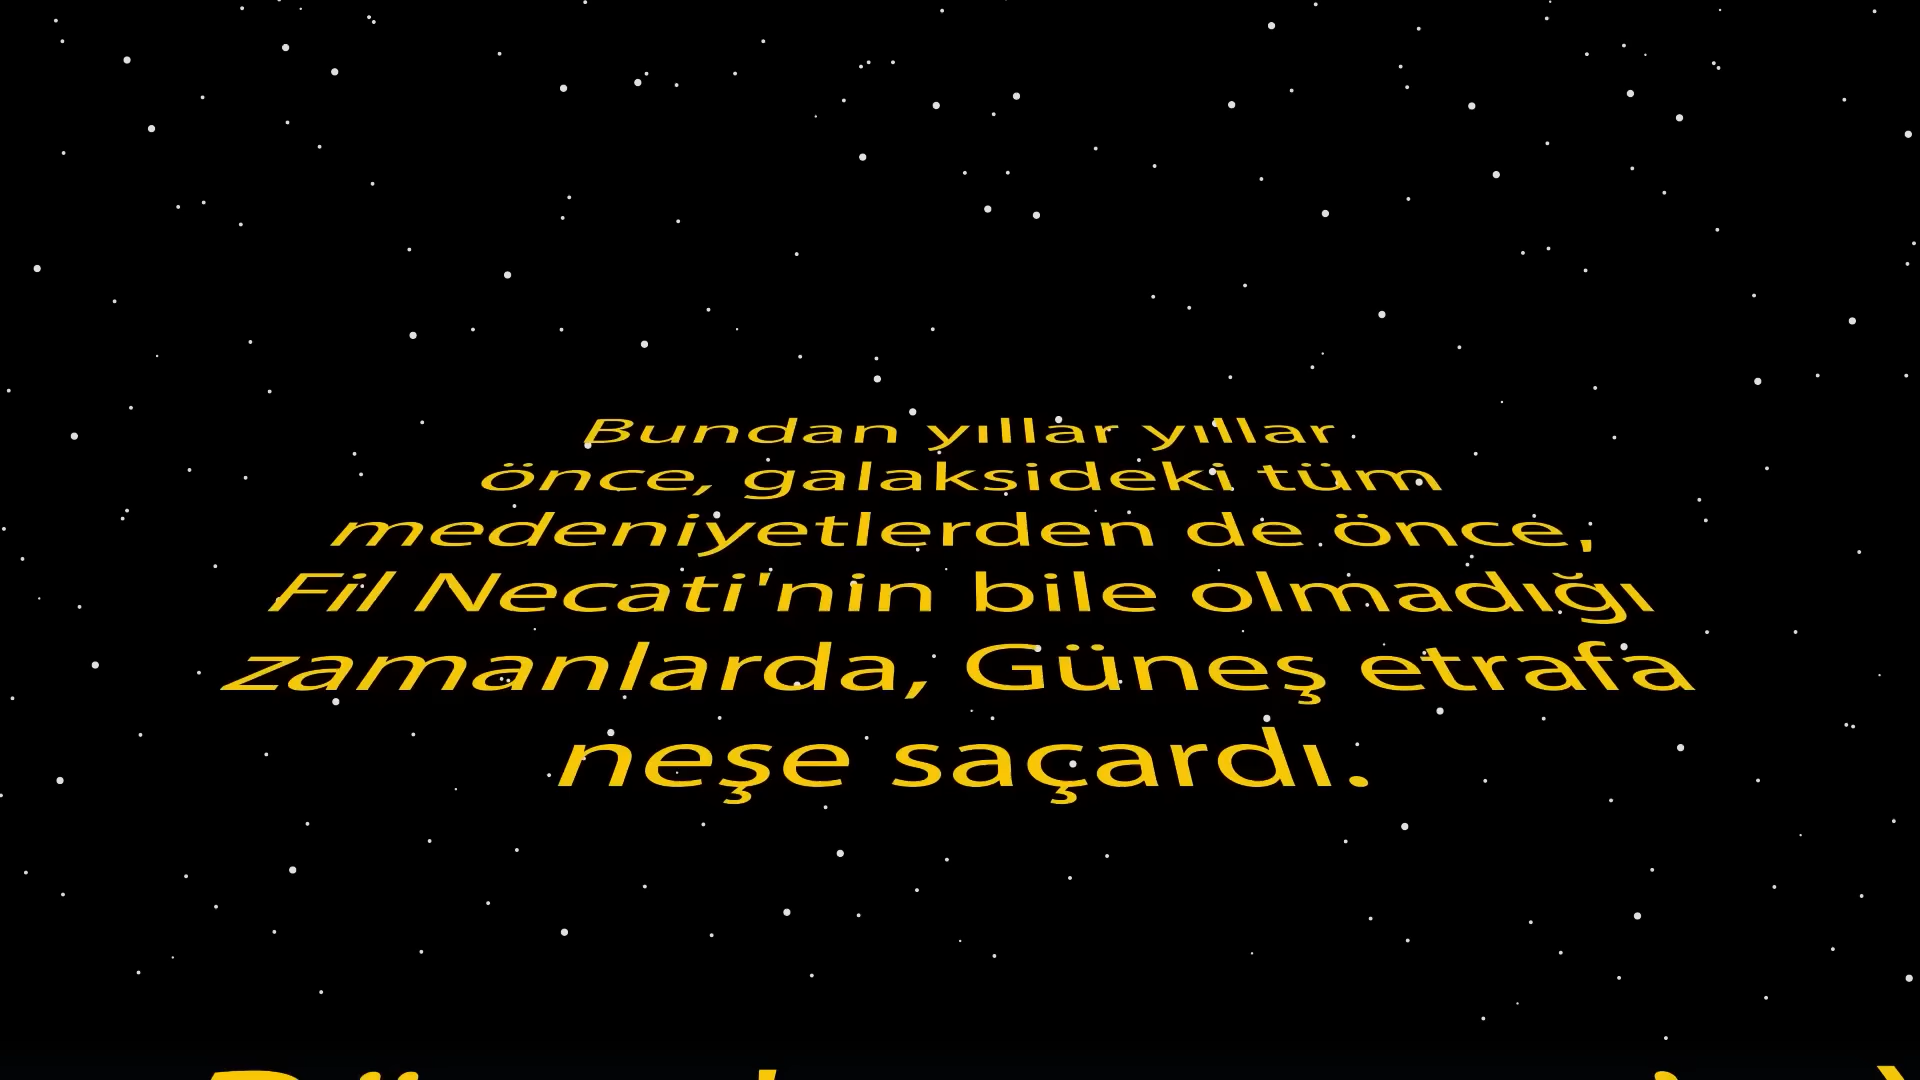 Bundan yıllar yıllar
önce, galaksideki tüm
medeniyetlerden de önce,
Fil Necati'nin bile olmadığı
zamanlarda, Güneş etrafa
neşe saçardı.